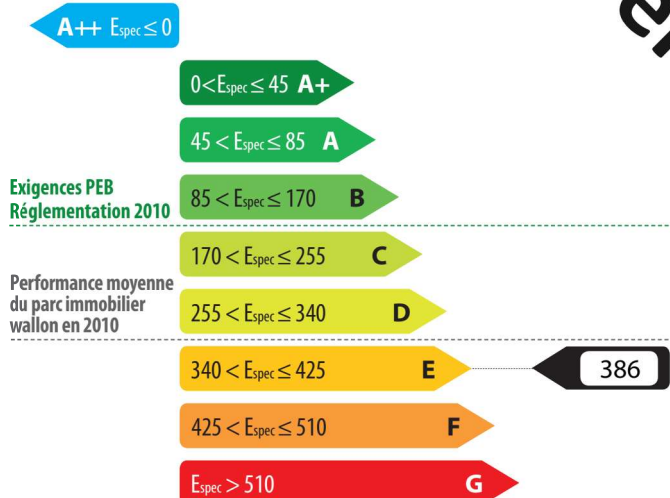 A++ Espec ≤ 0
0 < Espec ≤ 45 A+
45 < Espec ≤ 85 A
Exigences PEB
Réglementation 2010
85 < Espec ≤ 170 B
170 < Espec ≤ 255 C
Performance moyenne
du parc immobilier
wallon en 2010
255 < Espec ≤ 340 D
340 < Espec ≤ 425 E
386
425 < Espec ≤ 510 F
Espec > 510 G